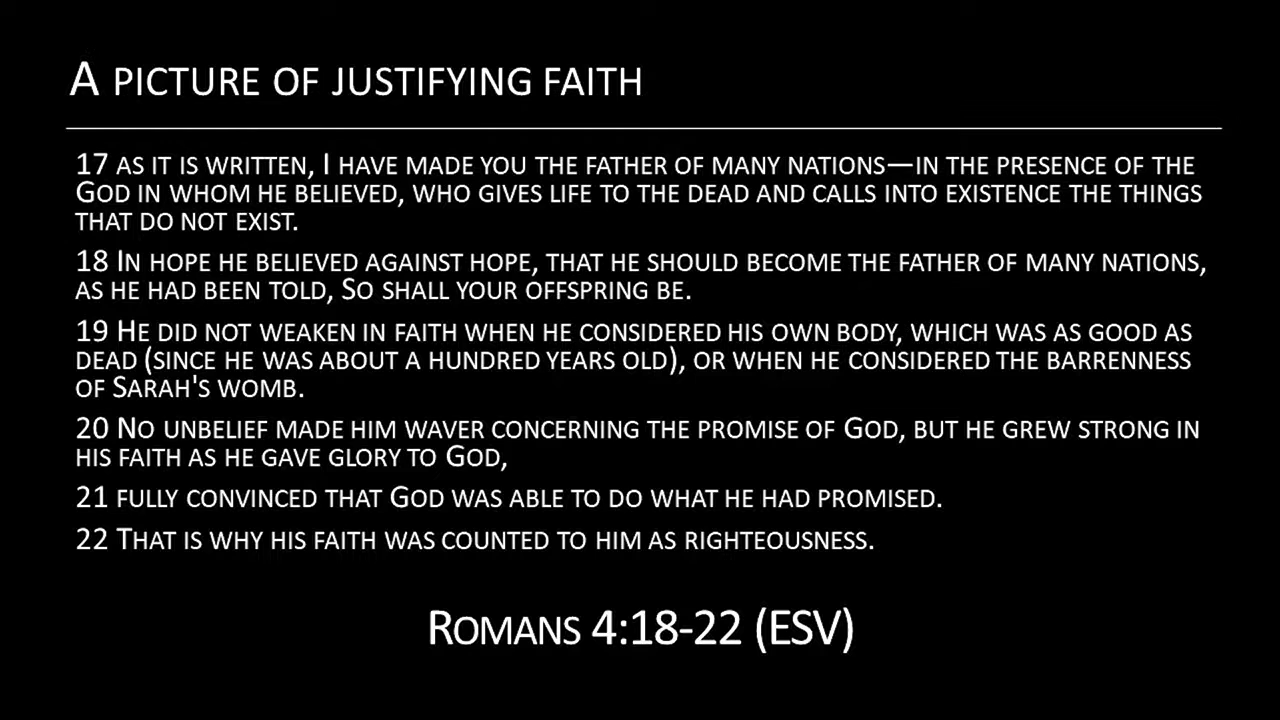 A PICTURE OF JUSTIFYING FAITH
17 AS IT IS WRITTEN, I HAVE MADE YOU THE FATHER OF MANY NATIONS—IN THE PRESENCE OF THE
GOD IN WHOM HE BELIEVED, WHO GIVES LIFE TO THE DEAD AND CALLS INTO EXISTENCE THE THINGS
THAT DO NOT EXIST.
18 IN HOPE HE BELIEVED AGAINST HOPE, THAT HE SHOULD BECOME THE FATHER OF MANY NATIONS,
AS HE HAD BEEN TOLD, SO SHALL YOUR OFFSPRING BE.
19 HE DID NOT WEAKEN IN FAITH WHEN HE CONSIDERED HIS OWN BODY, WHICH WAS AS GOOD AS
DEAD (SINCE HE WAS ABOUT A HUNDRED YEARS OLD), OR WHEN HE CONSIDERED THE BARRENNESS
OF SARAH'S WOMB.
20 NO UNBELIEF MADE HIM WAVER CONCERNING THE PROMISE OF GOD, BUT HE GREW STRONG IN
HIS FAITH AS HE GAVE GLORY TO GOD,
21 FULLY CONVINCED THAT GOD WAS ABLE TO DO WHAT HE HAD PROMISED.
22 THAT IS WHY HIS FAITH WAS COUNTED TO HIM AS RIGHTEOUSNESS.
ROMANS 4:18-22 (ESV)